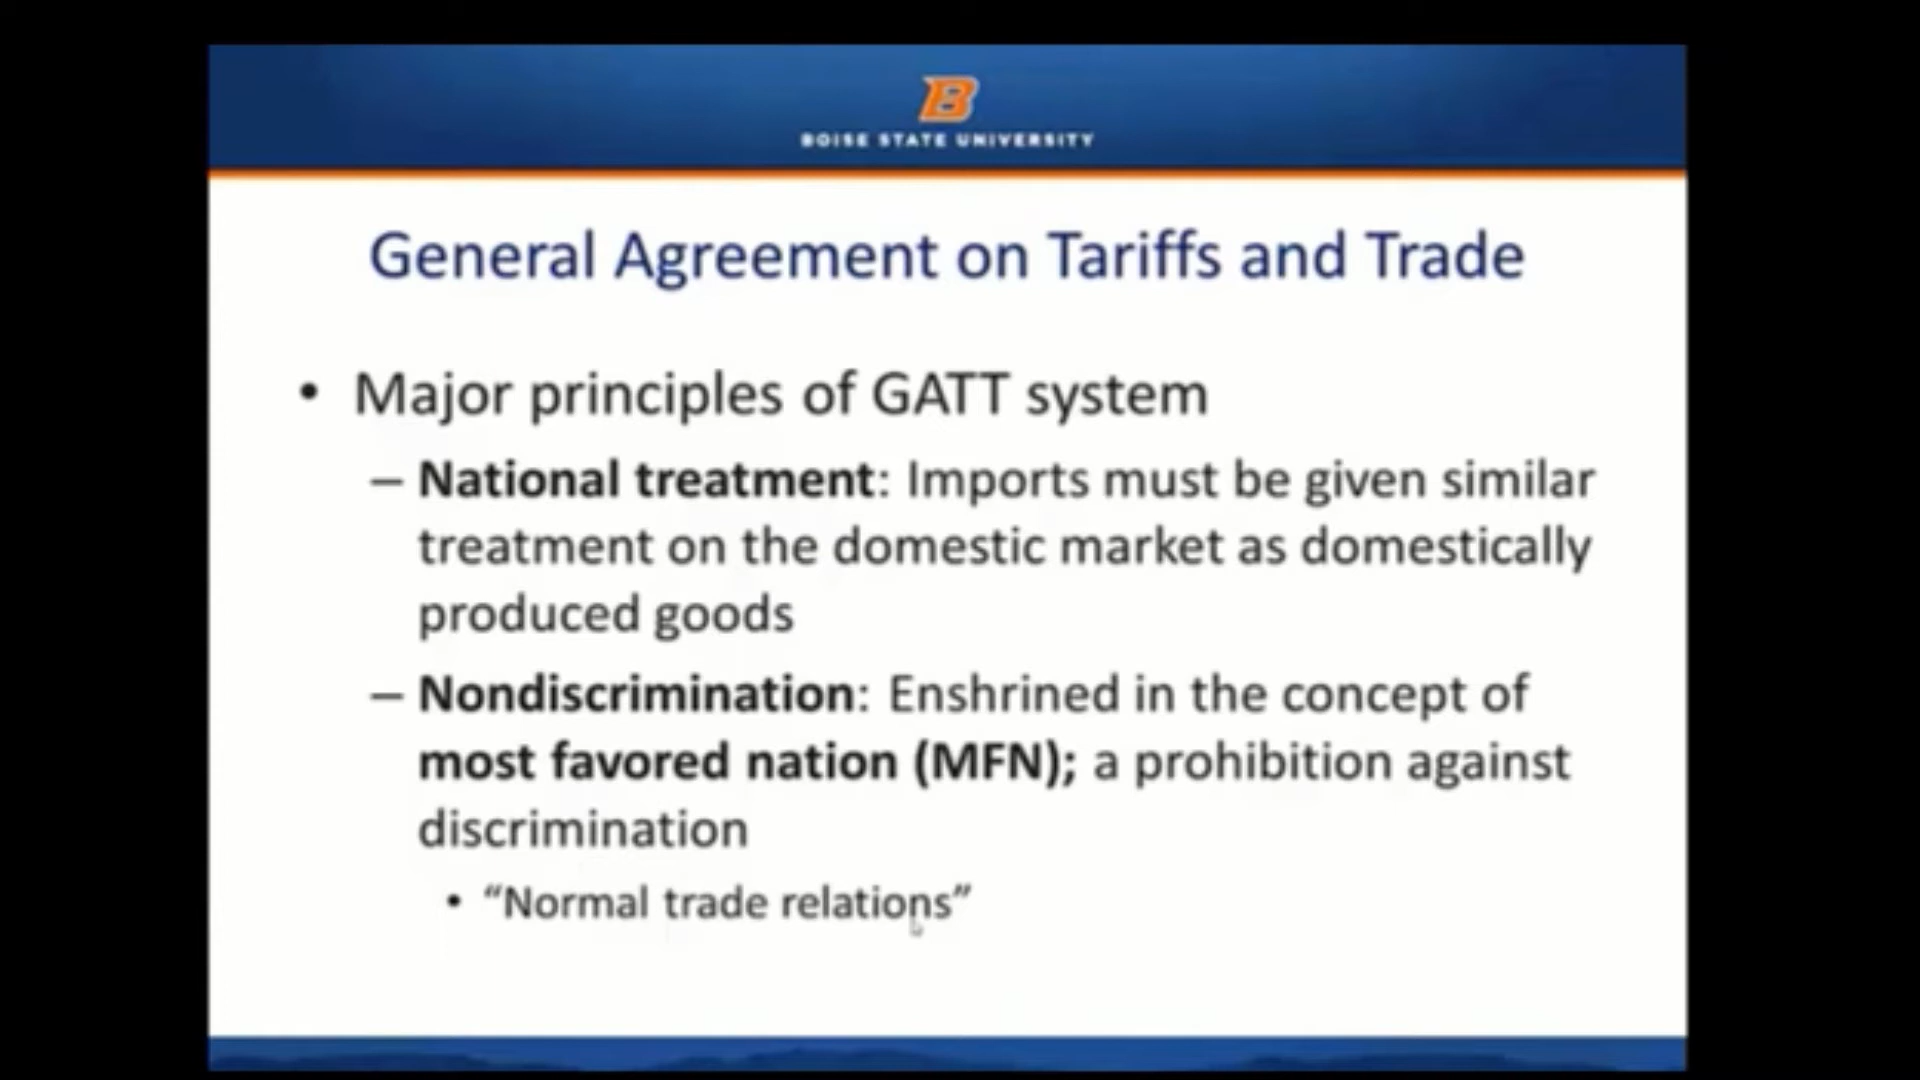 B
BOISE STATE UNIVERSITY
General Agreement on Tariffs and Trade
• Major principles of GATT system
– National treatment: Imports must be given similar
treatment on the domestic market as domestically
produced goods
– Nondiscrimination: Enshrined in the concept of
most favored nation (MFN); a prohibition against
discrimination
• “Normal trade relations”